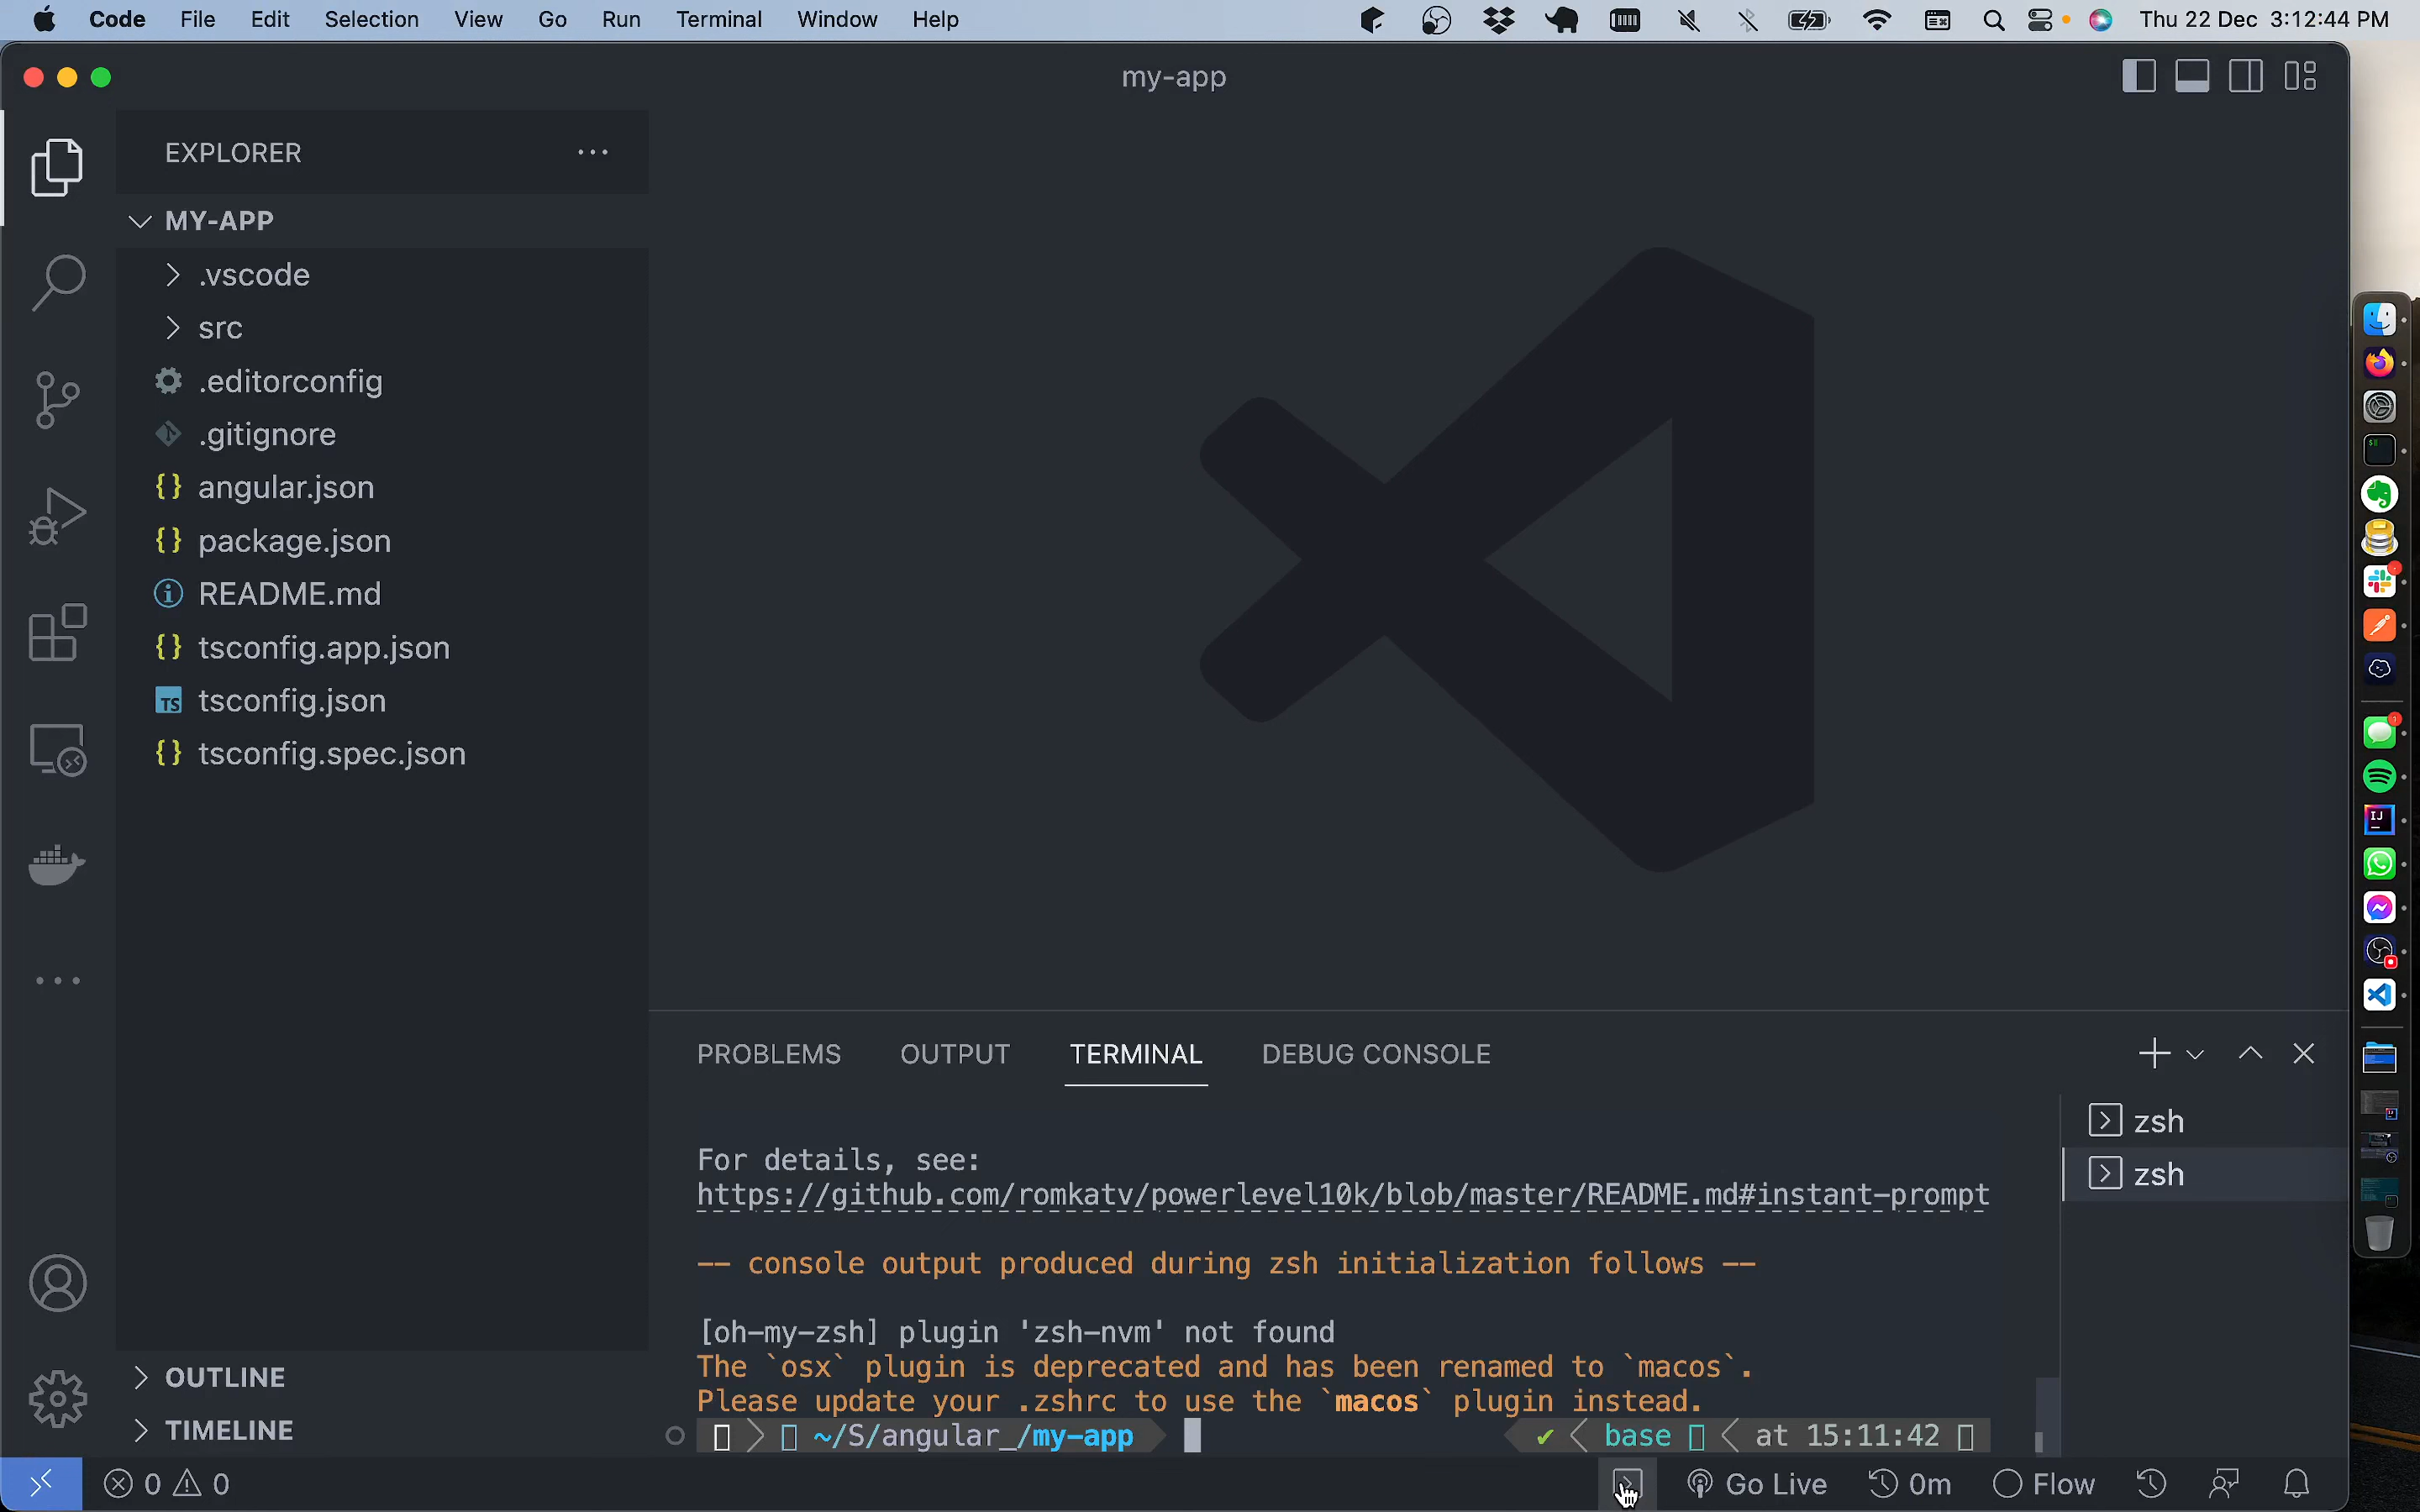 Code File Edit Selection View Go Run Terminal Window Help Thu 22 Dec 3:12:44 PM
my-app
EXPLORER
MY-APP
.vscode
src
.editorconfig
.gitignore
angular.json
package.json
README.md
tsconfig.app.json
TS tsconfig.json
tsconfig.spec.json
OUTLINE
TIMELINE
PROBLEMS OUTPUT TERMINAL DEBUG CONSOLE
For details, see:
https://github.com/romkatv/powerlevel10k/blob/master/README.md#instant-prompt
-- console output produced during zsh initialization follows --
[oh-my-zsh] plugin 'zsh-nvm' not found
The `osx` plugin is deprecated and has been renamed to `macos`.
Please update your .zshrc to use the `macos` plugin instead.
~/S/angular_/my-app ✔ base at 15:11:42
zsh
zsh
0 0 Go Live 0m Flow